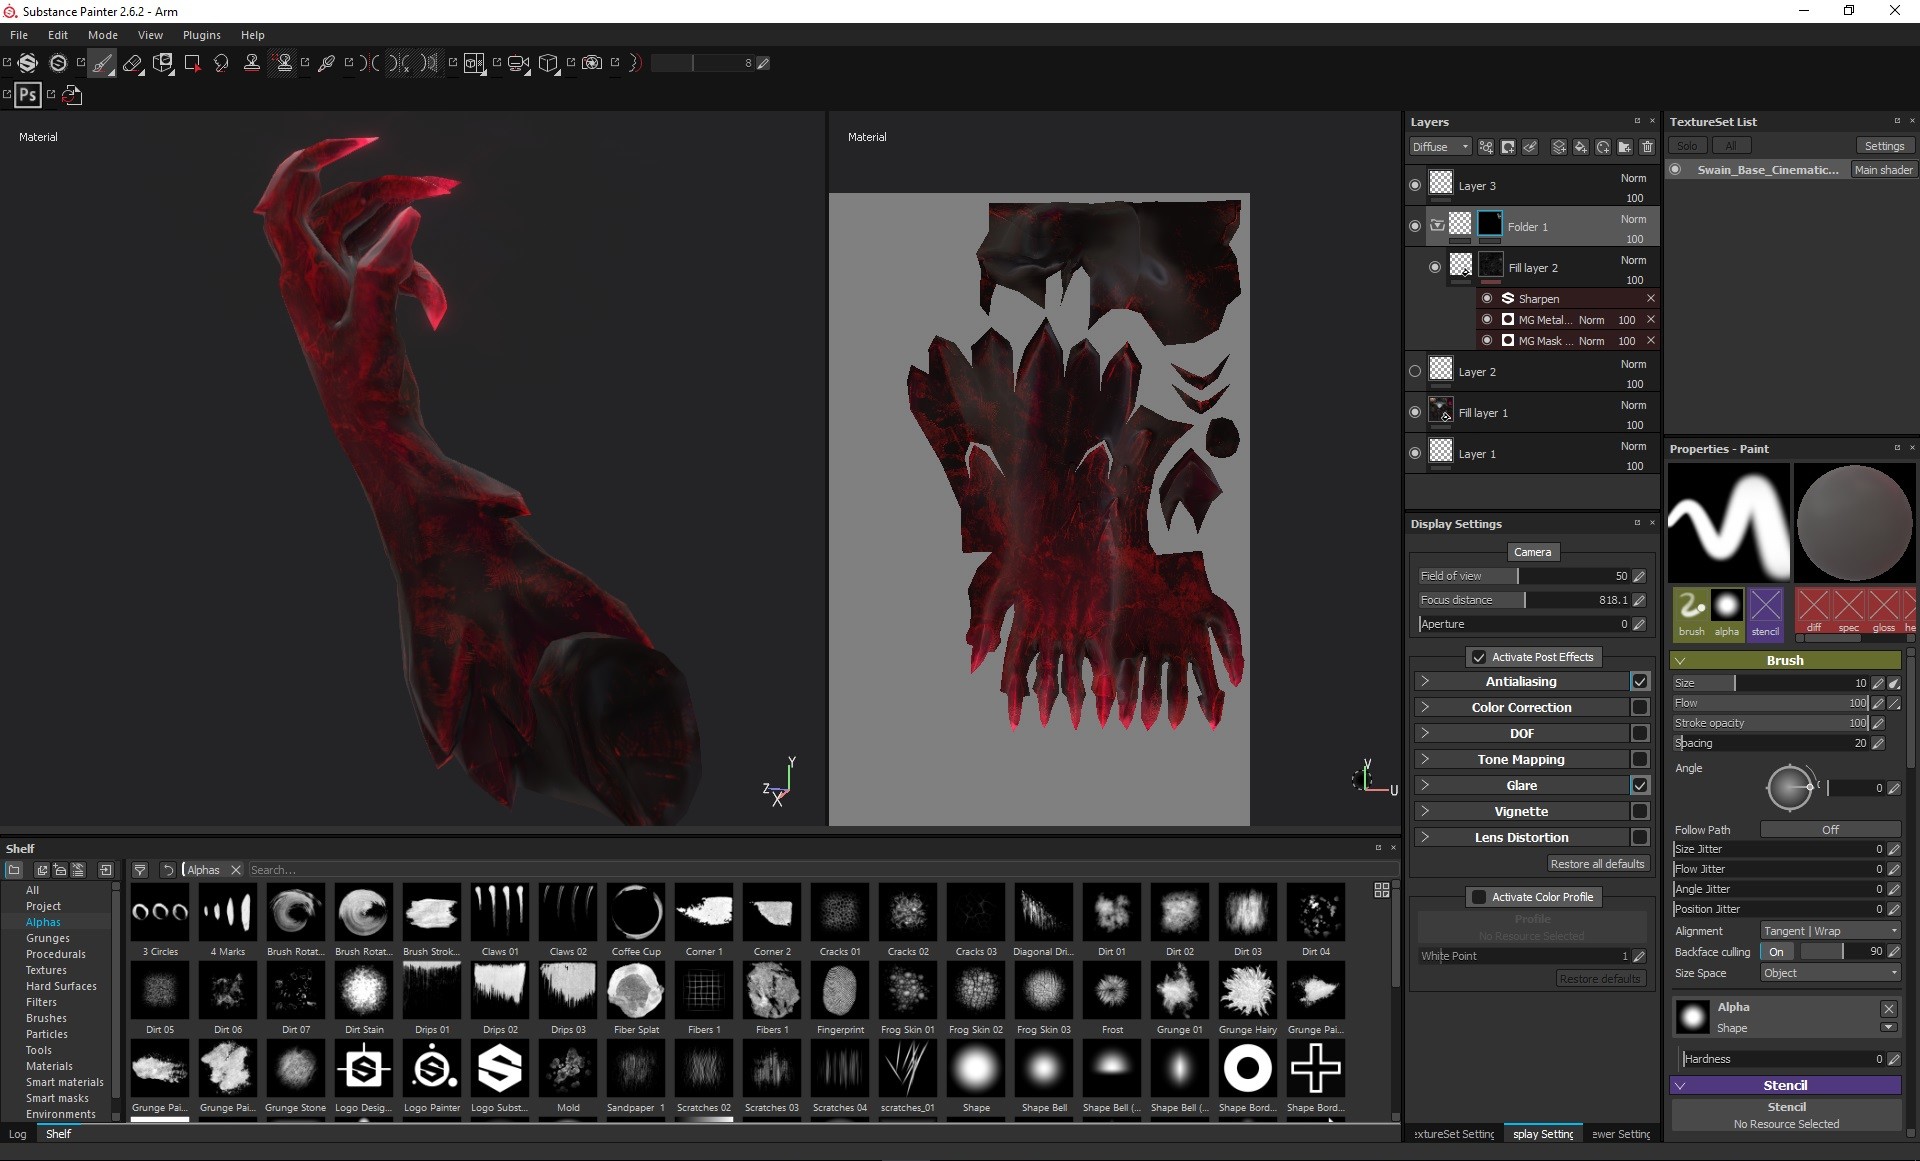 Substance Painter 2.6.2 - Arm
File Edit Mode View Plugins Help
8
Ps
Material
Material
Z Y X
V U
Layers
Diffuse
Layer 3 Norm 100
Folder 1 Norm 100
Fill layer 2 Norm 100
Sharpen
MG Metal... Norm 100
MG Mask ... Norm 100
Layer 2 Norm 100
Fill layer 1 Norm 100
Layer 1 Norm 100
Display Settings
Camera
Field of view 50
Focus distance 818.1
Aperture 0
Activate Post Effects
Antialiasing
Color Correction
DOF
Tone Mapping
Glare
Vignette
Lens Distortion
Restore all defaults
Activate Color Profile
Profile
No Resource Selected
White Point 1
Restore defaults
extureSet Setting splay Setting ewer Setting
TextureSet List
Solo All Settings
Swain_Base_Cinematic... Main shader
Properties - Paint
brush alpha stencil diff spec gloss he
Brush
Size 10
Flow 100
Stroke opacity 100
Spacing 20
Angle 0
Follow Path Off
Size Jitter 0
Flow Jitter 0
Angle Jitter 0
Position Jitter 0
Alignment Tangent | Wrap
Backface culling On 90
Size Space Object
Alpha
Shape
Hardness 0
Stencil
Stencil
No Resource Selected
Shelf
Alphas Search...
All
Project
Alphas
Grunges
Procedurals
Textures
Hard Surfaces
Filters
Brushes
Particles
Tools
Materials
Smart materials
Smart masks
Environments
3 Circles 4 Marks Brush Rotat... Brush Rotat... Brush Strok... Claws 01 Claws 02 Coffee Cup Corner 1 Corner 2 Cracks 01 Cracks 02 Cracks 03 Diagonal Dri... Dirt 01 Dirt 02 Dirt 03 Dirt 04
Dirt 05 Dirt 06 Dirt 07 Dirt Stain Drips 01 Drips 02 Drips 03 Fiber Splat Fibers 1 Fibers 1 Fingerprint Frog Skin 01 Frog Skin 02 Frog Skin 03 Frost Grunge 01 Grunge Hairy Grunge Pai...
Grunge Pai... Grunge Pai... Grunge Stone Logo Desig... Logo Painter Logo Subst... Mold Sandpaper 1 Scratches 02 Scratches 03 Scratches 04 scratches_01 Shape Shape Bell Shape Bell (... Shape Bell (... Shape Bord... Shape Bord...
Log Shelf